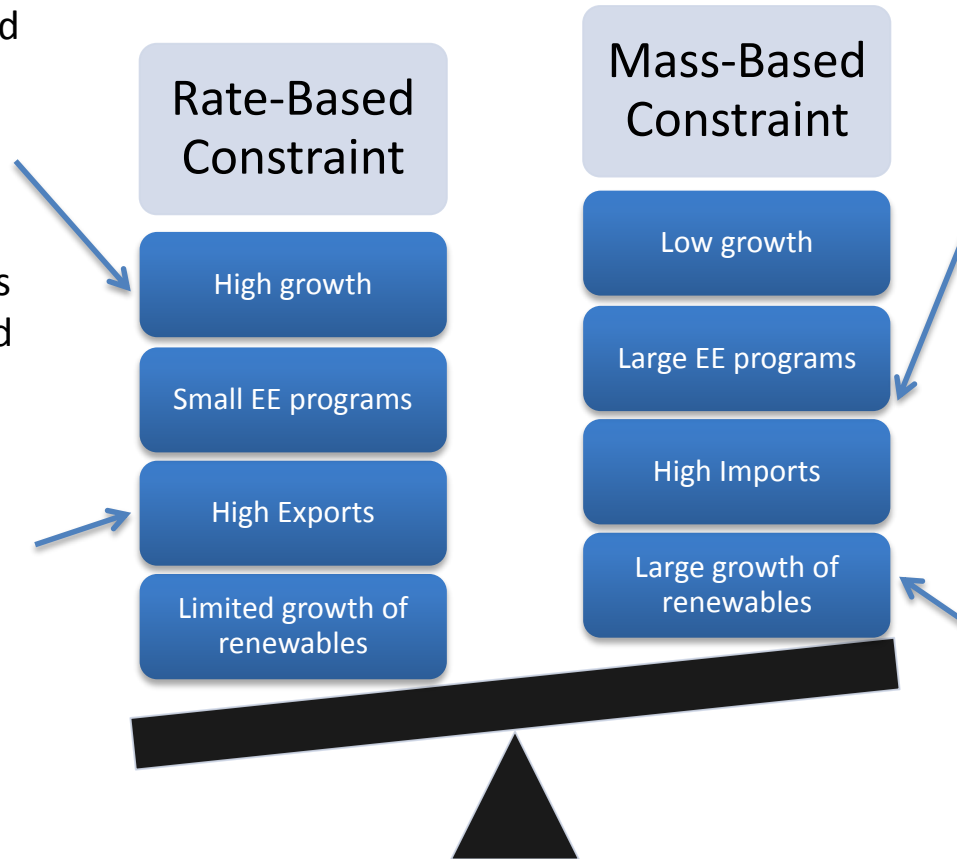 Rate-Based
Constraint
High growth
Small EE programs
High Exports
Limited growth of
renewables
Mass-Based
Constraint
Low growth
Large EE programs
High Imports
Large growth of
renewables